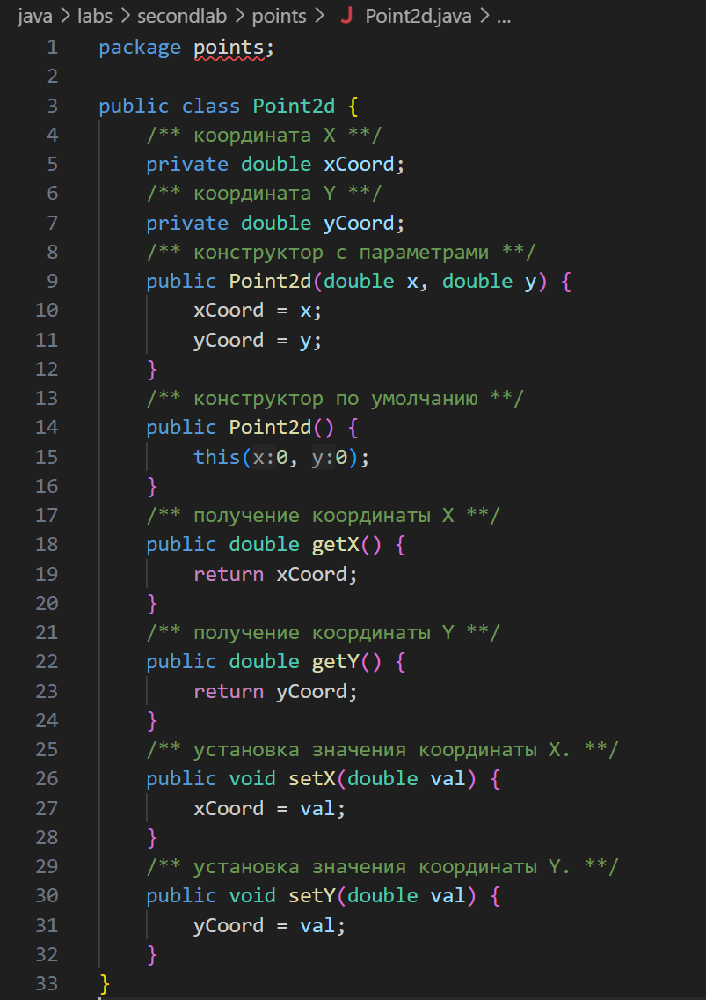 java > labs > secondlab > points > J Point2d.java > ...
1 package points;
2
3 public class Point2d {
4 /** координата X **/
5 private double xCoord;
6 /** координата Y **/
7 private double yCoord;
8 /** конструктор с параметрами **/
9 public Point2d(double x, double y) {
10 xCoord = x;
11 yCoord = y;
12 }
13 /** конструктор по умолчанию **/
14 public Point2d() {
15 this(x:0, y:0);
16 }
17 /** получение координаты X **/
18 public double getX() {
19 return xCoord;
20 }
21 /** получение координаты Y **/
22 public double getY() {
23 return yCoord;
24 }
25 /** установка значения координаты X. **/
26 public void setX(double val) {
27 xCoord = val;
28 }
29 /** установка значения координаты Y. **/
30 public void setY(double val) {
31 yCoord = val;
32 }
33 }